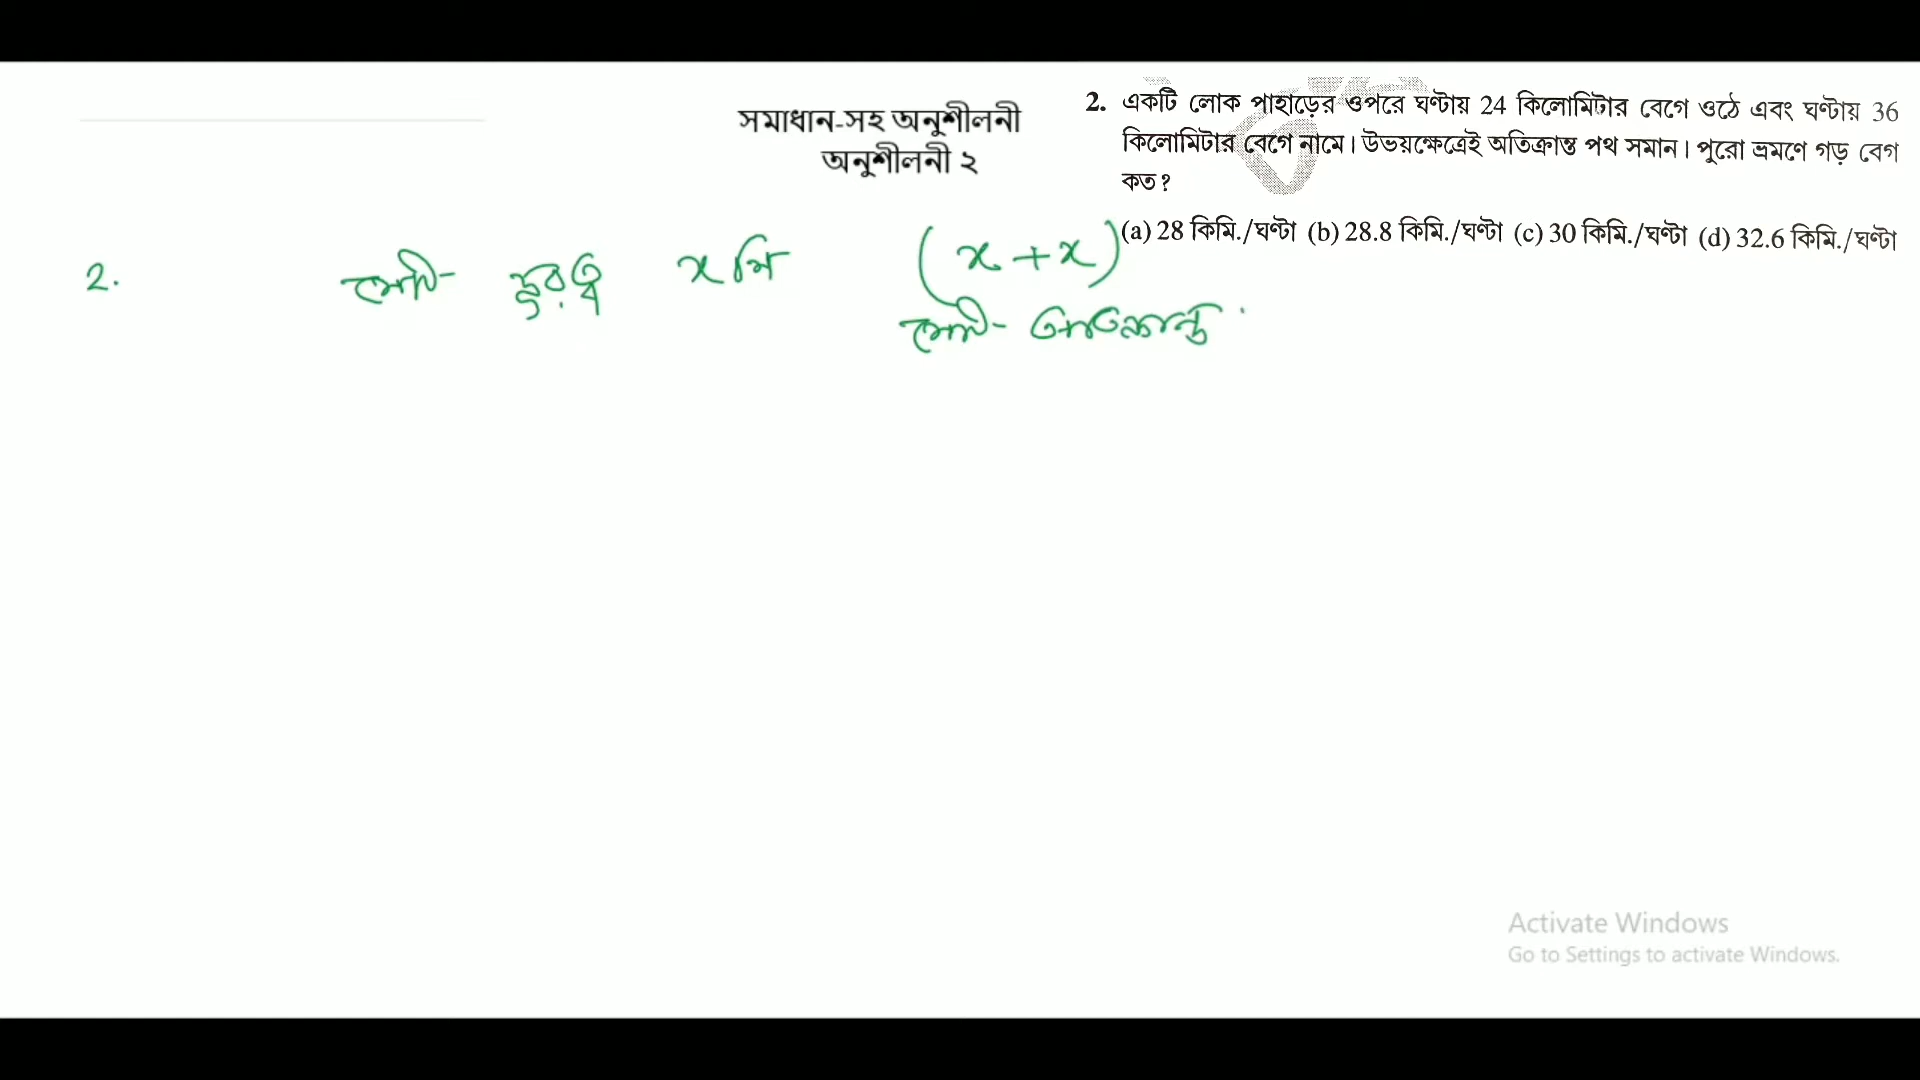 সমাধান-সহ অনুশীলনী
অনুশীলনী ২
2. একটি লোক পাহাড়ের ওপরে ঘণ্টায় 24 কিলোমিটার বেগে ওঠে এবং ঘণ্টায় 36
কিলোমিটার বেগে নামে। উভয়ক্ষেত্রেই অতিক্রান্ত পথ সমান। পুরো ভ্রমণে গড় বেগ
কত?
(a) 28 কিমি./ঘণ্টা (b) 28.8 কিমি./ঘণ্টা (c) 30 কিমি./ঘণ্টা (d) 32.6 কিমি./ঘণ্টা
2. মোট দূরত্ব x মি (x + x)
মোট অতিক্রান্ত
Activate Windows
Go to Settings to activate Windows.